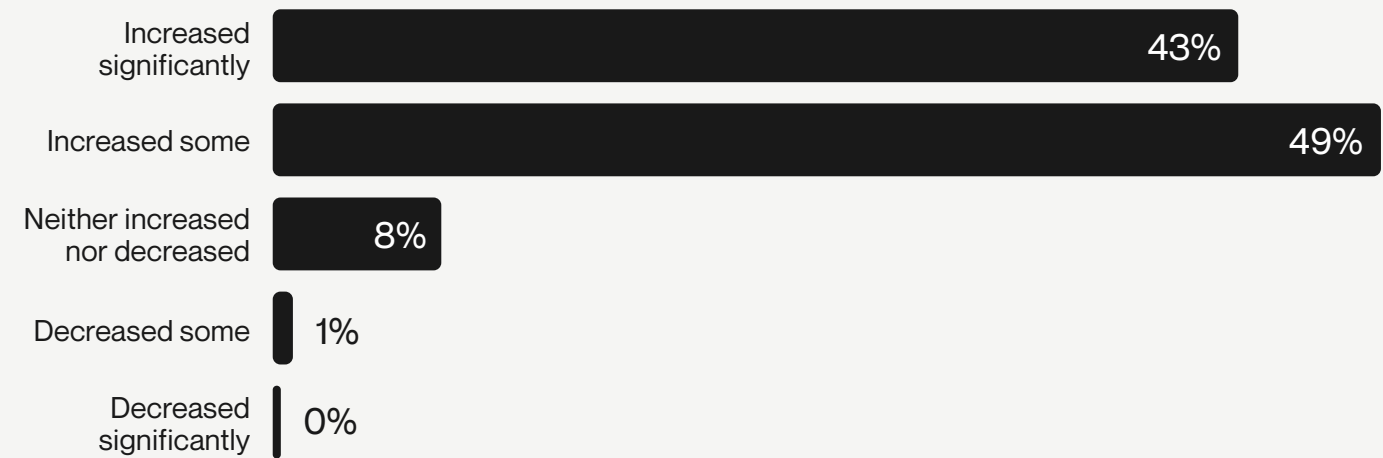 Increased
significantly
43%
Increased some
49%
Neither increased
nor decreased
8%
Decreased some
1%
Decreased
significantly
0%